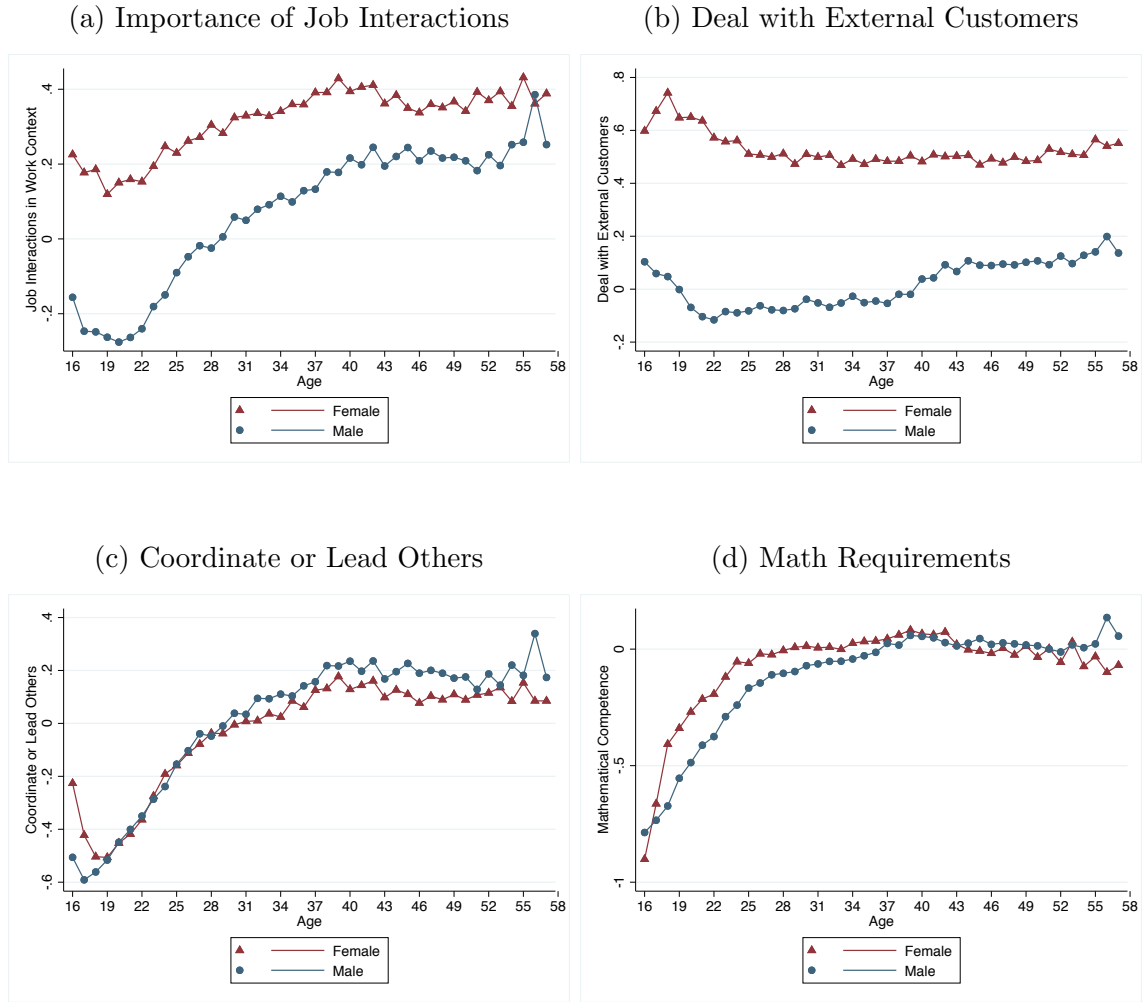 (a) Importance of Job Interactions
Job Interactions in Work Context
.4
.2
0
-.2
16 19 22 25 28 31 34 37 40 43 46 49 52 55 58
Age
Female
Male
(b) Deal with External Customers
Deal with External Customers
.8
.6
.4
.2
0
-.2
16 19 22 25 28 31 34 37 40 43 46 49 52 55 58
Age
Female
Male
(c) Coordinate or Lead Others
Coordinate or Lead Others
.4
.2
0
-.2
-.4
-.6
16 19 22 25 28 31 34 37 40 43 46 49 52 55 58
Age
Female
Male
(d) Math Requirements
Mathematical Competence
0
-.5
-1
16 19 22 25 28 31 34 37 40 43 46 49 52 55 58
Age
Female
Male